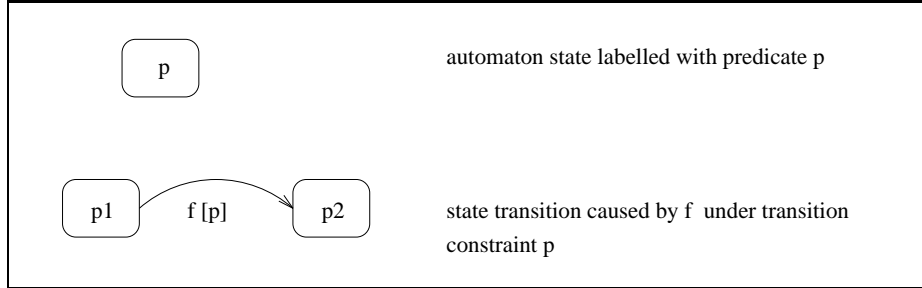 p
automaton state labelled with predicate p
p1
f [p]
p2
state transition caused by f under transition
constraint p